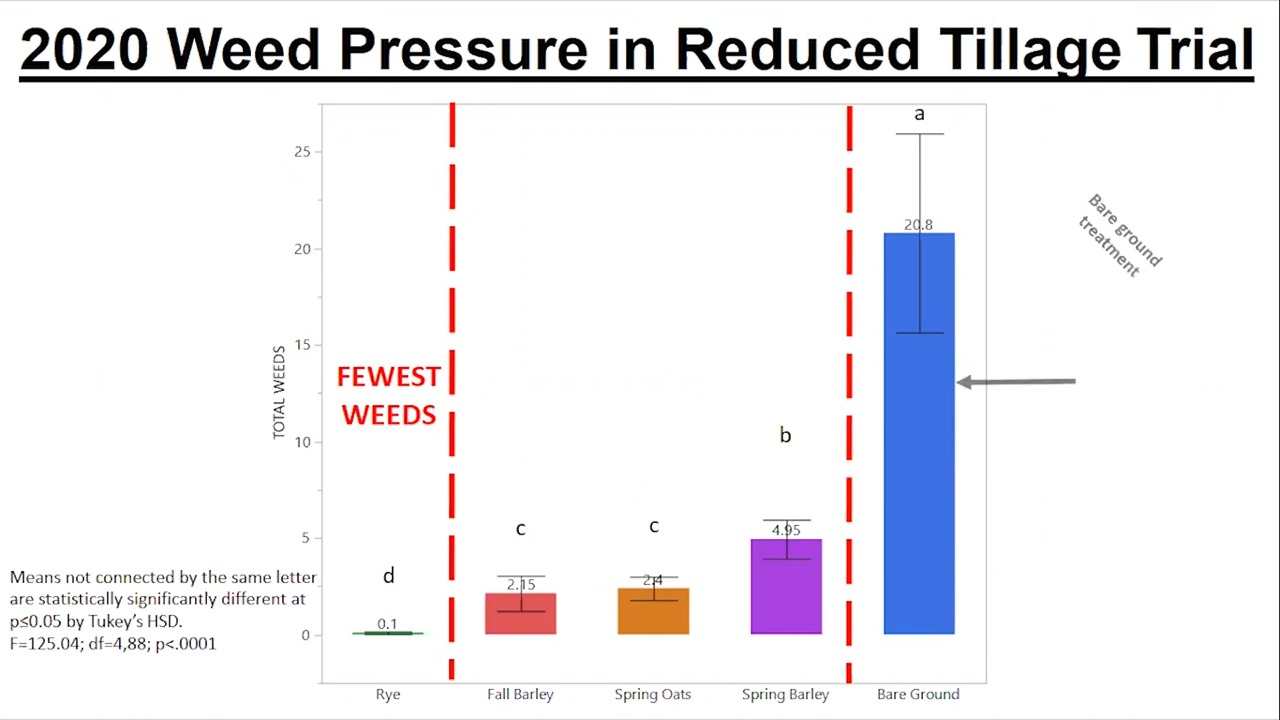 2020 Weed Pressure in Reduced Tillage Trial
a
25
Bare ground
treatment
20.8
20
15
TOTAL WEEDS
FEWEST
WEEDS
10
b
4.95
5
c
c
2.15
2.4
d
0.1
0
Means not connected by the same letter
are statistically significantly different at
p≤0.05 by Tukey's HSD.
F=125.04; df=4,88; p<.0001
Rye
Fall Barley
Spring Oats
Spring Barley
Bare Ground